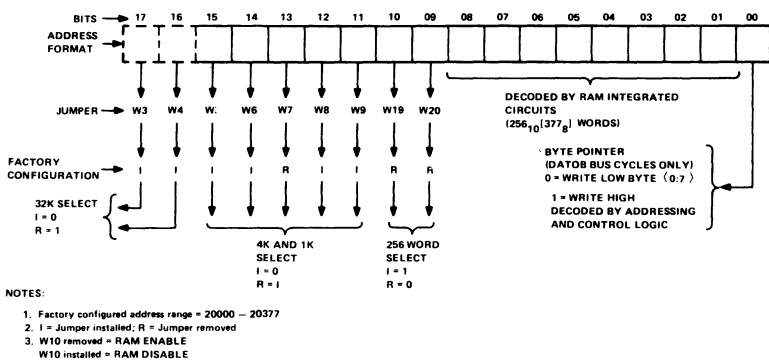 BITS 17 16 15 14 13 12 11 10 09 08 07 06 05 04 03 02 01 00
ADDRESS
FORMAT
JUMPER W3 W4 W6 W7 W8 W9 W19 W20
DECODED BY RAM INTEGRATED
CIRCUITS
(256₁₀[377₈] WORDS)
FACTORY
CONFIGURATION I I I I R I I R R
BYTE POINTER
(DATOB BUS CYCLES ONLY)
0 = WRITE LOW BYTE (0:7)
1 = WRITE HIGH
DECODED BY ADDRESSING
AND CONTROL LOGIC
32K SELECT
I = 0
R = 1
4K AND 1K
SELECT
I = 0
R = I
256 WORD
SELECT
I = 1
R = 0
NOTES:
1. Factory configured address range = 20000 – 20377
2. I = Jumper installed; R = Jumper removed
3. W10 removed = RAM ENABLE
W10 installed = RAM DISABLE